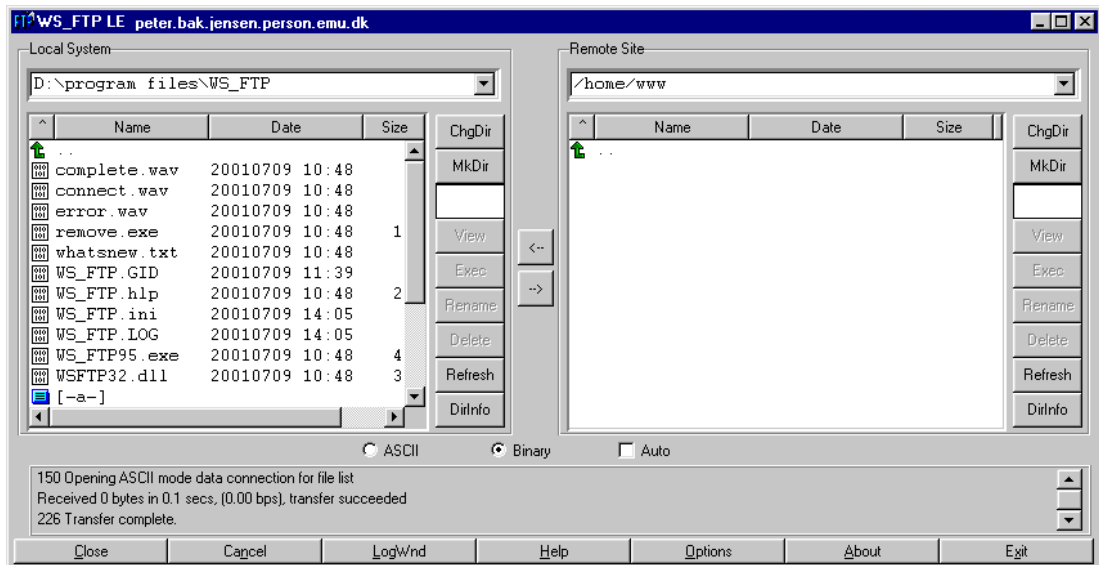 WS_FTP LE peter.bak.jensen.person.emu.dk
Local System
D:\program files\WS_FTP
^ Name Date Size
..
complete.wav 20010709 10:48
connect.wav 20010709 10:48
error.wav 20010709 10:48
remove.exe 20010709 10:48 1
whatsnew.txt 20010709 10:48
WS_FTP.GID 20010709 11:39
WS_FTP.hlp 20010709 10:48 2
WS_FTP.ini 20010709 14:05
WS_FTP.LOG 20010709 14:05
WS_FTP95.exe 20010709 10:48 4
WSFTP32.dll 20010709 10:48 3
[-a-]
ChgDir
MkDir
View
Exec
Rename
Delete
Refresh
DirInfo
<--
-->
Remote Site
/home/www
^ Name Date Size
..
ChgDir
MkDir
View
Exec
Rename
Delete
Refresh
DirInfo
ASCII Binary Auto
150 Opening ASCII mode data connection for file list
Received 0 bytes in 0.1 secs, (0.00 bps), transfer succeeded
226 Transfer complete.
Close Cancel LogWnd Help Options About Exit